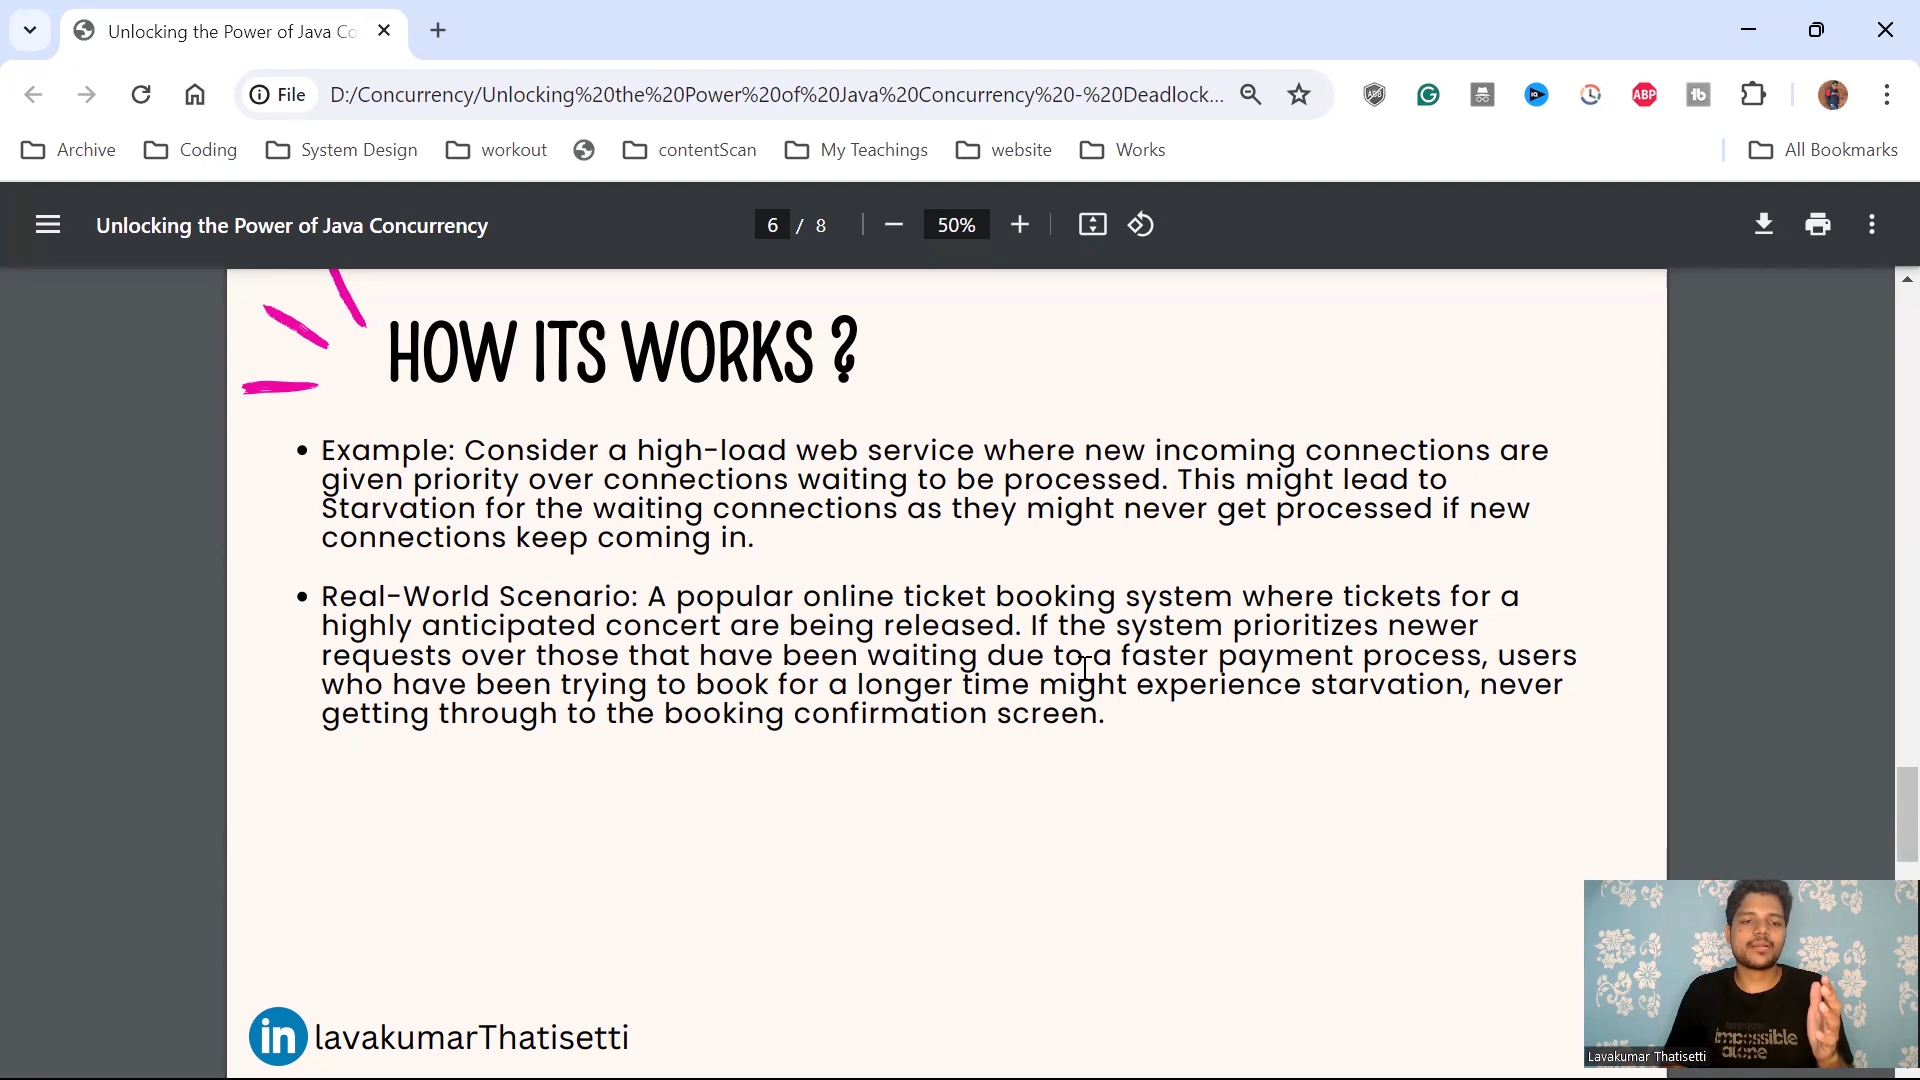 Unlocking the Power of Java Co
File
D:/Concurrency/Unlocking%20the%20Power%20of%20Java%20Concurrency%20-%20Deadlock...
ABP
Archive
Coding
System Design
workout
contentScan
My Teachings
website
Works
All Bookmarks
Unlocking the Power of Java Concurrency
6 / 8
50%
HOW ITS WORKS ?
• Example: Consider a high-load web service where new incoming connections are
given priority over connections waiting to be processed. This might lead to
Starvation for the waiting connections as they might never get processed if new
connections keep coming in.
• Real-World Scenario: A popular online ticket booking system where tickets for a
highly anticipated concert are being released. If the system prioritizes newer
requests over those that have been waiting due to a faster payment process, users
who have been trying to book for a longer time might experience starvation, never
getting through to the booking confirmation screen.
in lavakumarThatisetti
impossible
alone
Lavakumar Thatisetti